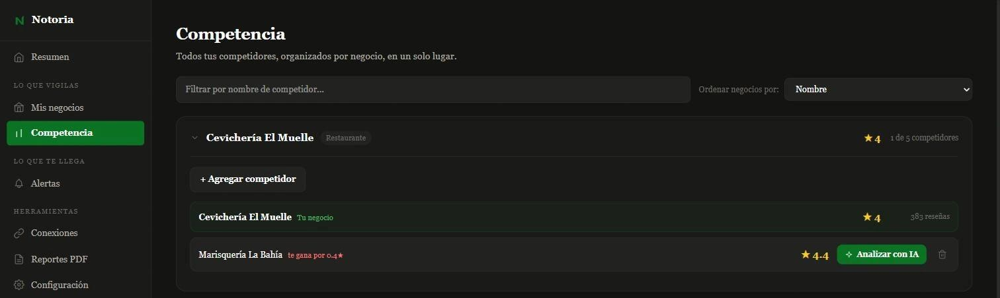 Notoria
Resumen
LO QUE VIGILAS
Mis negocios
Competencia
LO QUE TE LLEGA
Alertas
HERRAMIENTAS
Conexiones
Reportes PDF
Configuración
Competencia
Todos tus competidores, organizados por negocio, en un solo lugar.
Filtrar por nombre de competidor... Ordenar negocios por: Nombre
Cevichería El Muelle Restaurante ★ 4 1 de 5 competidores
+ Agregar competidor
Cevichería El Muelle Tu negocio ★ 4 383 reseñas
Marisquería La Bahía te gana por 0.4★ ★ 4.4 Analizar con IA